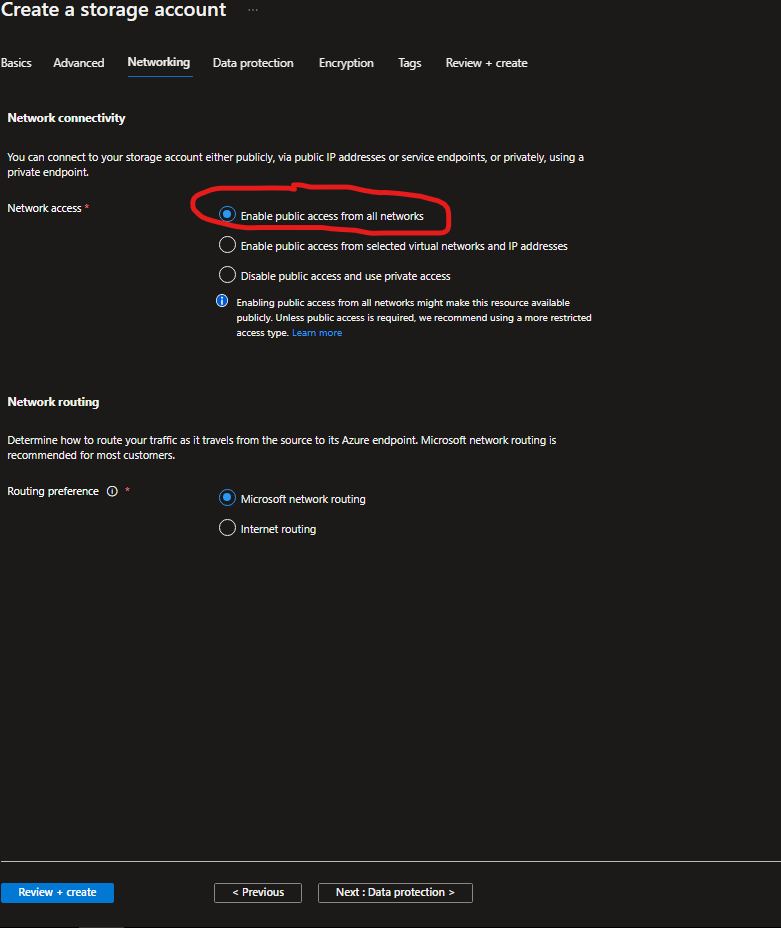 Create a storage account ...
Basics Advanced Networking Data protection Encryption Tags Review + create
Network connectivity
You can connect to your storage account either publicly, via public IP addresses or service endpoints, or privately, using a
private endpoint.
Network access *
Enable public access from all networks
Enable public access from selected virtual networks and IP addresses
Disable public access and use private access
Enabling public access from all networks might make this resource available
publicly. Unless public access is required, we recommend using a more restricted
access type. Learn more
Network routing
Determine how to route your traffic as it travels from the source to its Azure endpoint. Microsoft network routing is
recommended for most customers.
Routing preference *
Microsoft network routing
Internet routing
Review + create < Previous Next : Data protection >